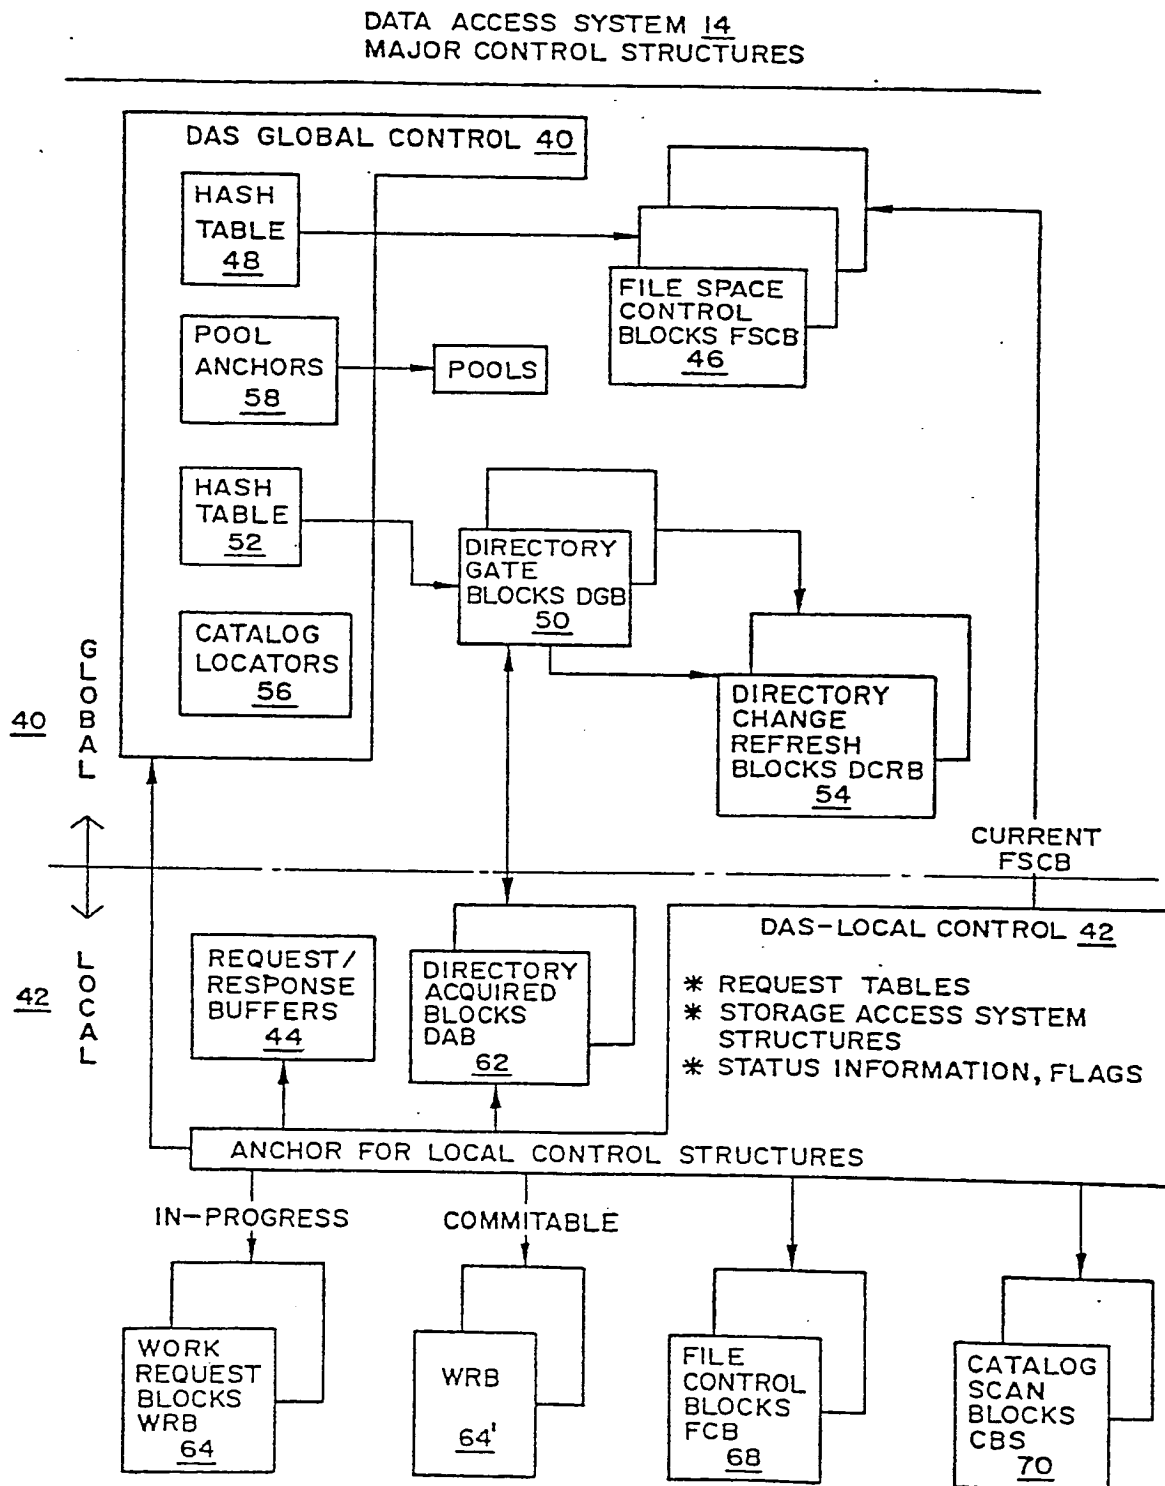 DATA ACCESS SYSTEM 14
MAJOR CONTROL STRUCTURES
DAS GLOBAL CONTROL 40
HASH
TABLE
48
FILE SPACE
CONTROL
BLOCKS FSCB
46
POOL
ANCHORS
58
POOLS
HASH
TABLE
52
DIRECTORY
GATE
BLOCKS DGB
50
CATALOG
LOCATORS
56
DIRECTORY
CHANGE
REFRESH
BLOCKS DCRB
54
40
GLOBAL
CURRENT
FSCB
42
LOCAL
REQUEST/
RESPONSE
BUFFERS
44
DIRECTORY
ACQUIRED
BLOCKS
DAB
62
DAS-LOCAL CONTROL 42
* REQUEST TABLES
* STORAGE ACCESS SYSTEM
STRUCTURES
* STATUS INFORMATION, FLAGS
ANCHOR FOR LOCAL CONTROL STRUCTURES
IN-PROGRESS
COMMITABLE
WORK
REQUEST
BLOCKS
WRB
64
WRB
64'
FILE
CONTROL
BLOCKS
FCB
68
CATALOG
SCAN
BLOCKS
CBS
70